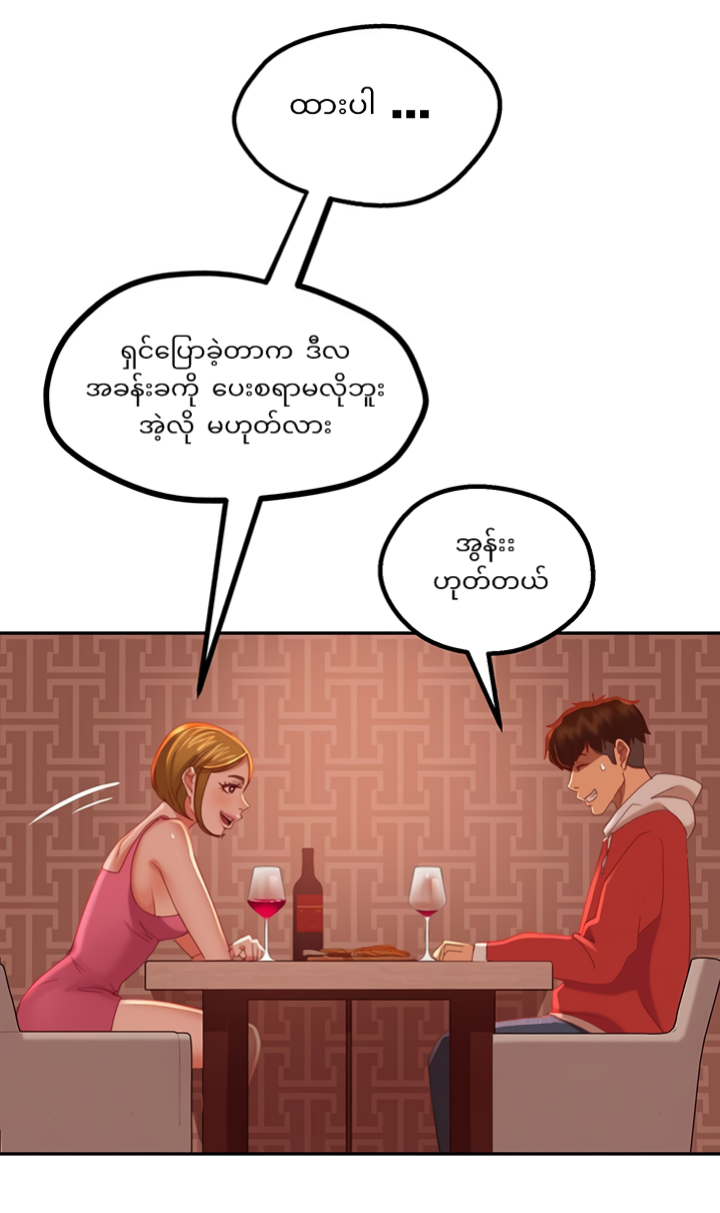 ထားပါ ...
ရှင်ပြောခဲ့တာက ဒီလ
အခန်းခကို ပေးစရာမလိုဘူး
အဲ့လို မဟုတ်လား
အွန်းး
ဟုတ်တယ်